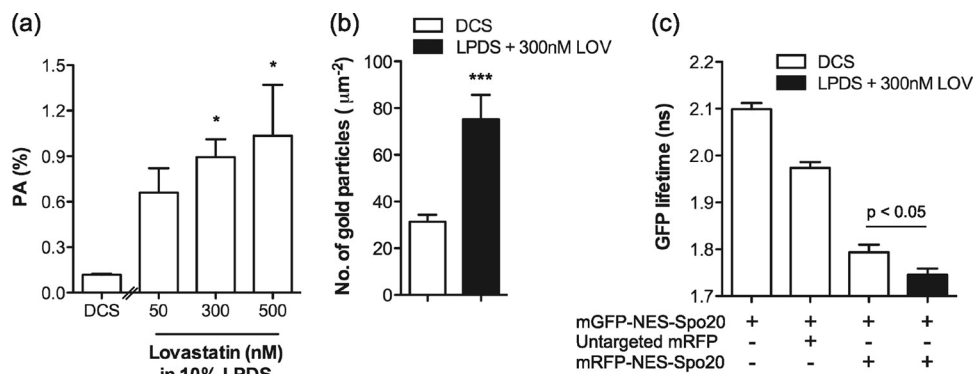 (a)
PA (%)
1.5
1.2
0.9
0.6
0.3
0.0
*
*
DCS
50
300
500
Lovastatin (nM)
in 10% LPDS
(b)
DCS
LPDS + 300nM LOV
No. of gold particles ( μm-2)
100
80
60
40
20
0
***
(c)
DCS
LPDS + 300nM LOV
GFP lifetime (ns)
2.2
2.1
2.0
1.9
1.8
1.7
p < 0.05
mGFP-NES-Spo20 + + + +
Untargeted mRFP - + - -
mRFP-NES-Spo20 - - + +